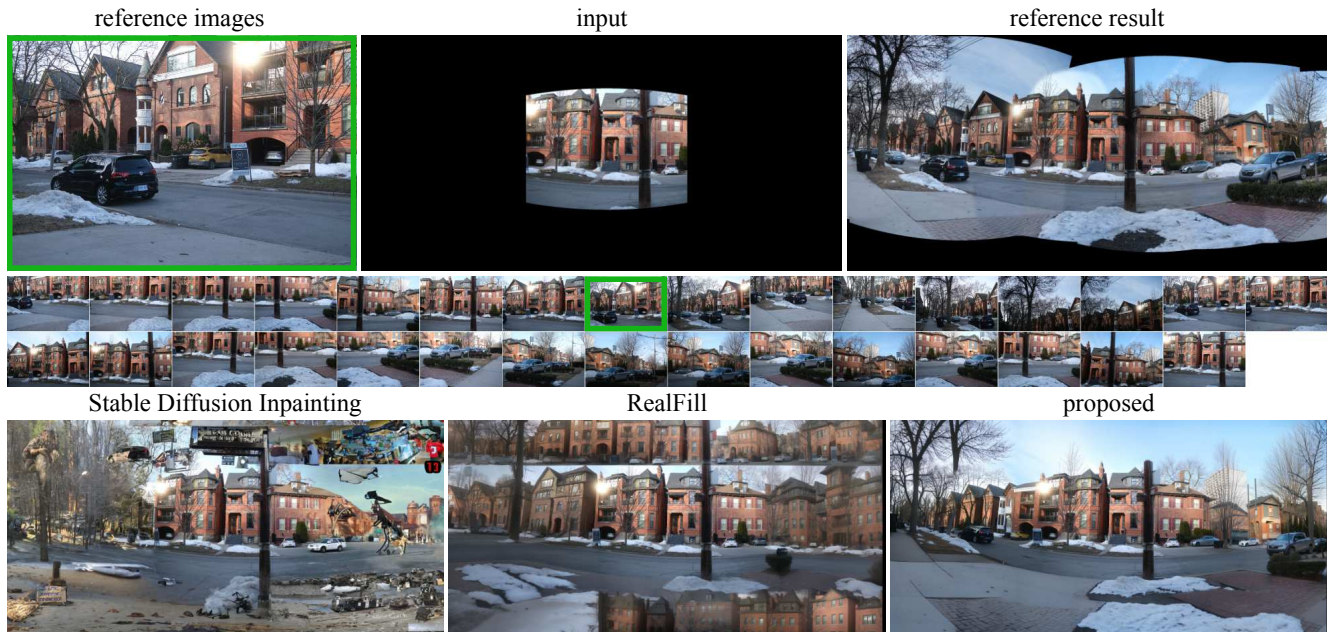 reference images
input
reference result
Stable Diffusion Inpainting
RealFill
proposed